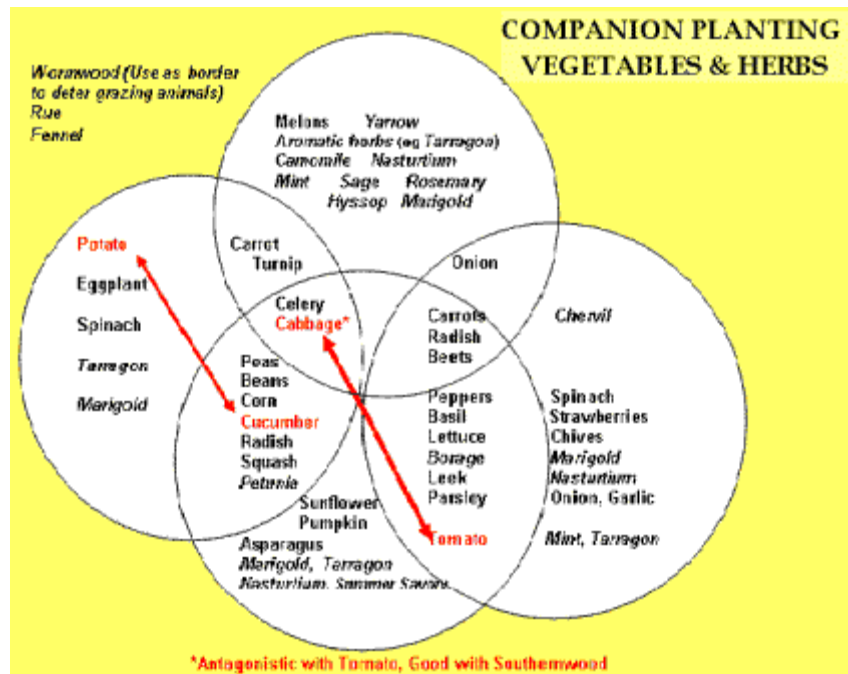 COMPANION PLANTING
VEGETABLES & HERBS
Wormwood (Use as border
to deter grazing animals)
Rue
Fennel
Melons Yarrow
Aromatic herbs (eg Tarragon)
Camomile Nasturtium
Mint Sage Rosemary
Hyssop Marigold
Potato
Eggplant
Spinach
Tarragon
Marigold
Carrot
Turnip
Onion
Celery
Cabbage*
Carrots
Radish
Beets
Chervil
Peas
Beans
Corn
Cucumber
Radish
Squash
Petunia
Peppers
Basil
Lettuce
Borage
Leek
Parsley
Tomato
Spinach
Strawberries
Chives
Marigold
Nasturtium
Onion, Garlic
Mint, Tarragon
Sunflower
Pumpkin
Asparagus
Marigold, Tarragon
Nasturtium, Summer Savory
*Antagonistic with Tomato, Good with Southernwood